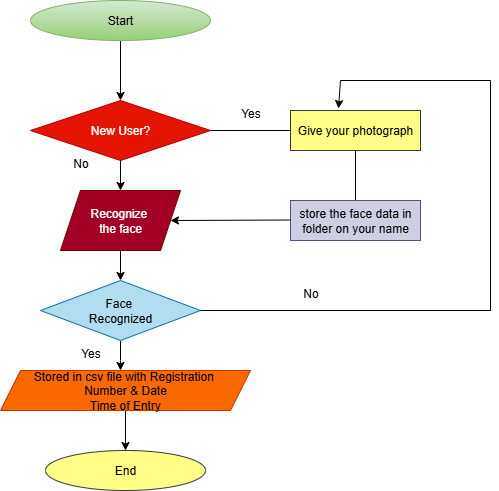 Start
New User?
Yes
Give your photograph
No
Recognize
the face
store the face data in
folder on your name
Face
Recognized
No
Yes
Stored in csv file with Registration
Number & Date
Time of Entry
End